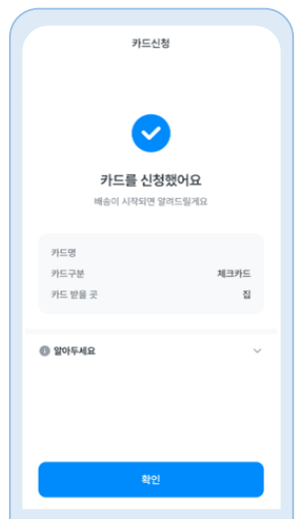 카드신청
카드를 신청했어요
배송이 시작되면 알려드릴게요
카드명
카드구분 체크카드
카드 받을 곳 집
알아두세요
확인